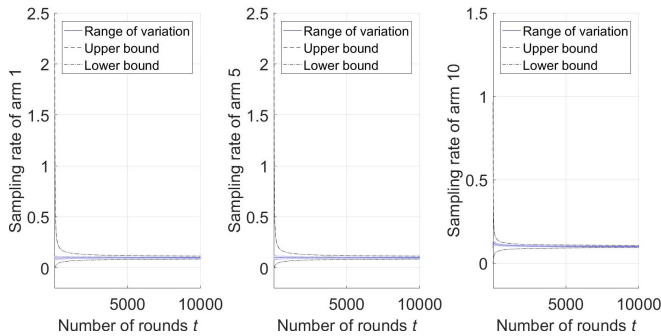 Sampling rate of arm 1
2.5
2
1.5
1
0.5
0
Range of variation
Upper bound
Lower bound
5000
10000
Number of rounds t
Sampling rate of arm 5
2.5
2
1.5
1
0.5
0
Range of variation
Upper bound
Lower bound
5000
10000
Number of rounds t
Sampling rate of arm 10
1.5
1
0.5
0
Range of variation
Upper bound
Lower bound
5000
10000
Number of rounds t